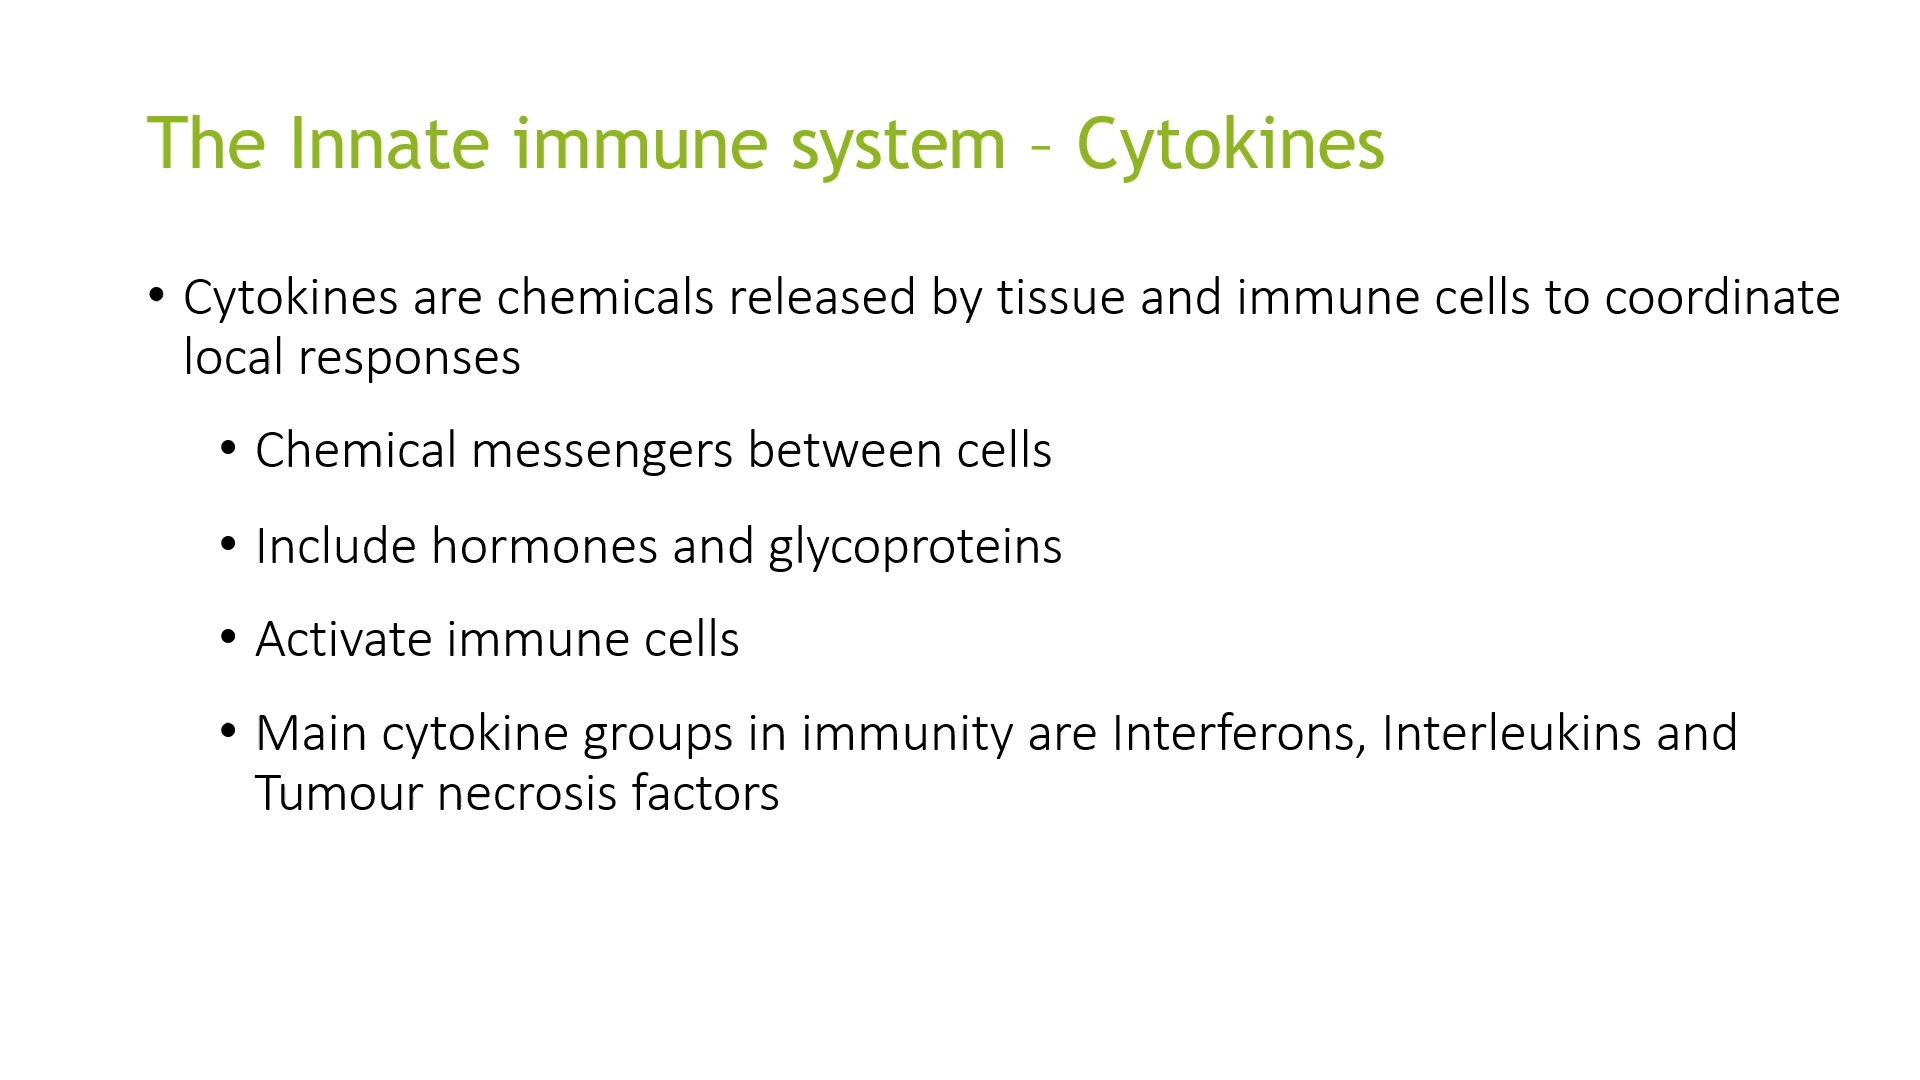 The Innate immune system – Cytokines
• Cytokines are chemicals released by tissue and immune cells to coordinate
local responses
• Chemical messengers between cells
• Include hormones and glycoproteins
• Activate immune cells
• Main cytokine groups in immunity are Interferons, Interleukins and
Tumour necrosis factors